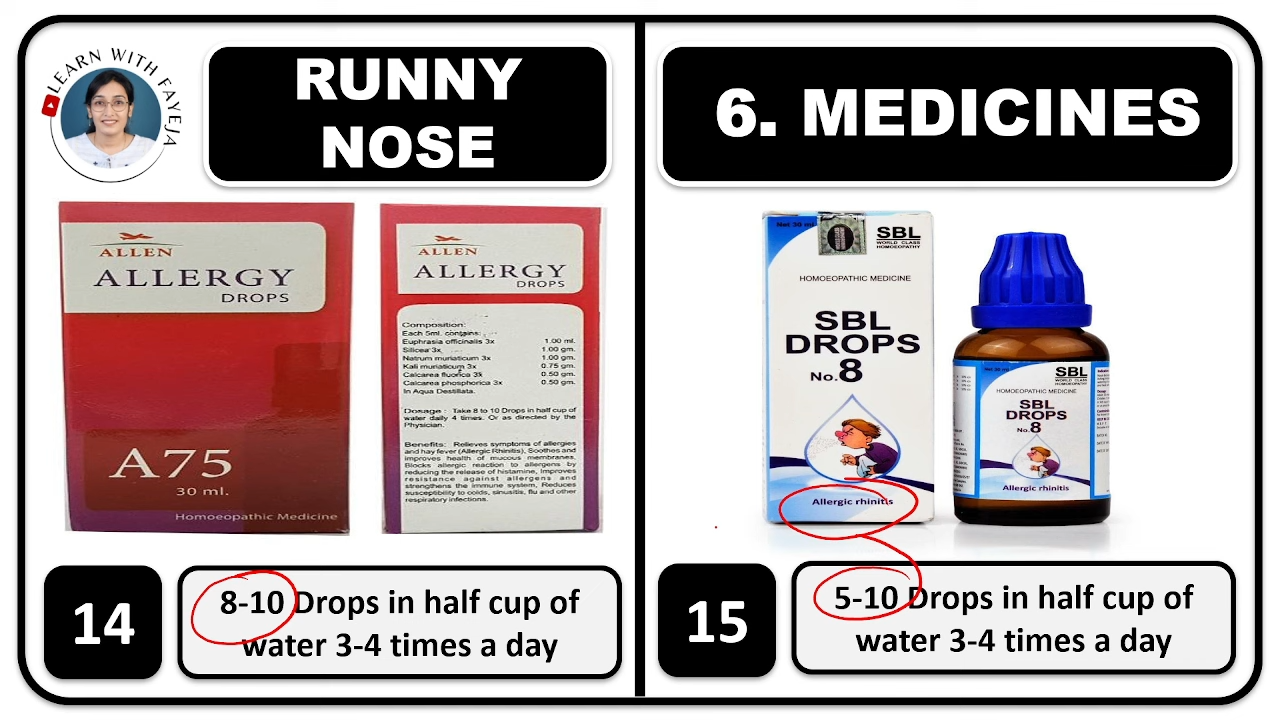 LEARN WITH FAYEJA
RUNNY
NOSE
ALLEN
ALLERGY
DROPS
A75
30 ml.
Homoeopathic Medicine
ALLEN
ALLERGY
DROPS
Composition:
Each 5ml. contains:
Euphrasia officinalis 3x 1.00 ml.
Silicea 3x 1.00 gm.
Natrum muriaticum 3x 1.00 gm.
Kali muriaticum 3x 0.75 gm.
Calcarea fluorica 3x 0.50 gm.
Calcarea phosphorica 3x 0.50 gm.
In Aqua Destillata.
Dosage : Take 8 to 10 Drops in half cup of
water daily 4 times. Or as directed by the
Physician.
Benefits: Relieves symptoms of allergies
and hay fever (Allergic Rhinitis), Soothes and
improves health of mucous membranes,
Blocks allergic reaction to allergens by
reducing the release of histamine, Improves
resistance against allergens and
strengthens the immune system, Reduces
susceptibility to colds, sinusitis, flu and other
respiratory infections.
14
8-10 Drops in half cup of
water 3-4 times a day
6. MEDICINES
Net 30 ml
SBL
WORLD CLASS
HOMOEOPATHY
HOMOEOPATHIC MEDICINE
SBL
DROPS
No.8
Allergic rhinitis
SBL
WORLD CLASS
HOMOEOPATHY
HOMOEOPATHIC MEDICINE
SBL
DROPS
No.8
Allergic rhinitis
15
5-10 Drops in half cup of
water 3-4 times a day